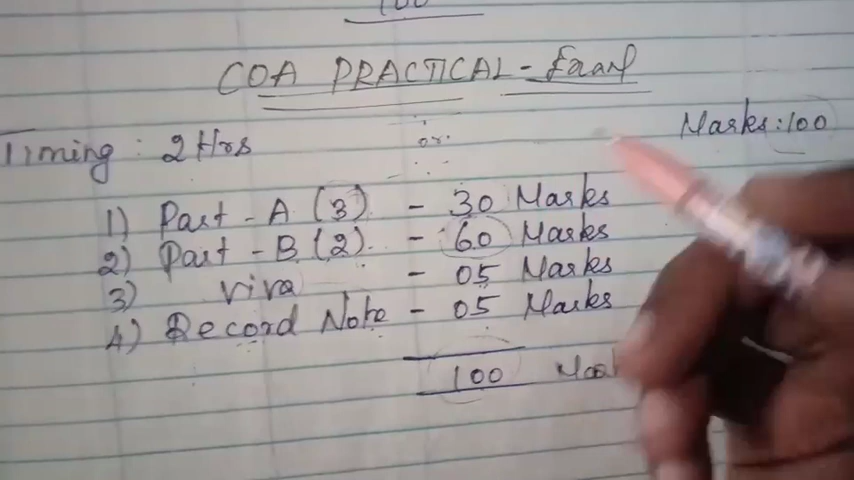 100
COA PRACTICAL - Exam
Timing : 2 Hrs
Marks : 100
1) Part - A (3) - 30 Marks
2) Part - B (2). - 60 Marks
3) viva - 05 Marks
4) Record Note - 05 Marks
100